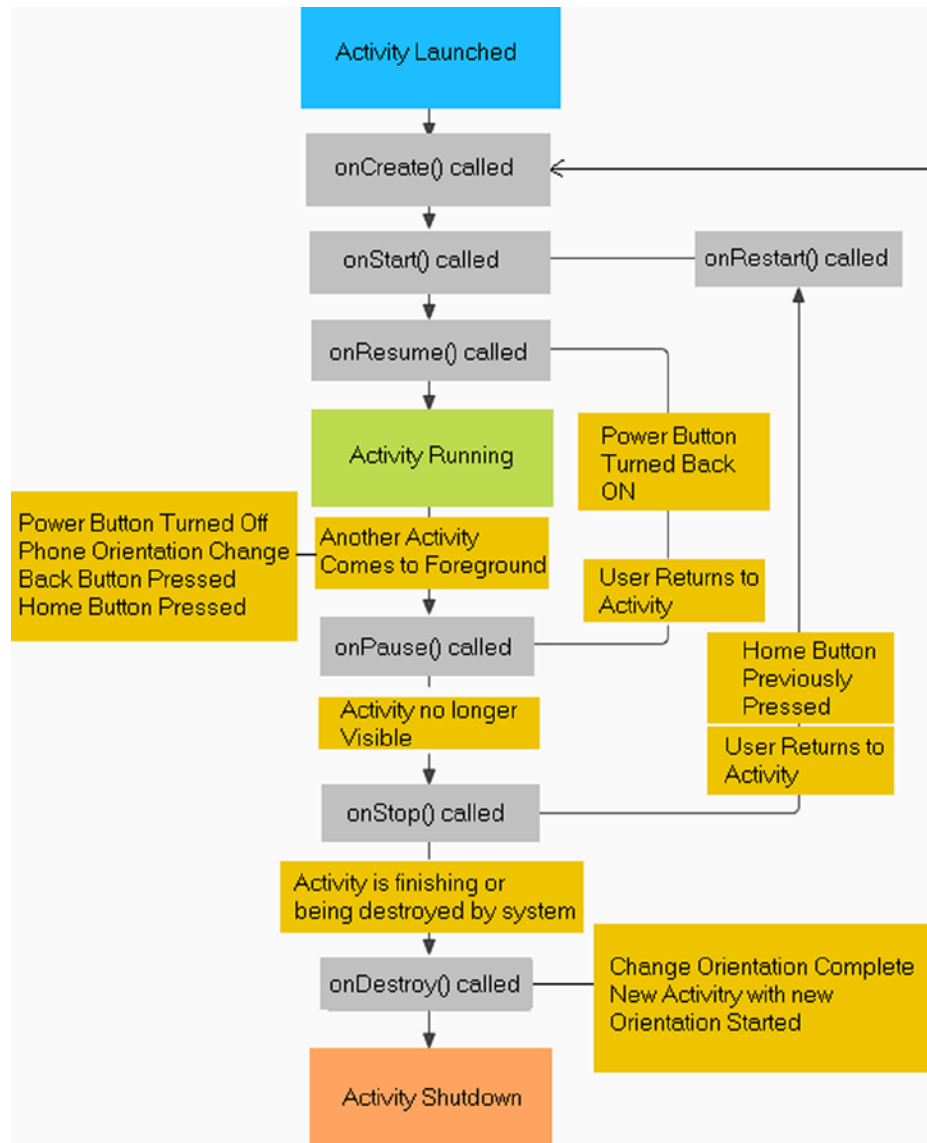 Activity Launched
onCreate() called
onStart() called
onRestart() called
onResume() called
Activity Running
Power Button
Turned Back
ON
Power Button Turned Off
Phone Orientation Change
Back Button Pressed
Home Button Pressed
Another Activity
Comes to Foreground
User Returns to
Activity
onPause() called
Home Button
Previously
Pressed
Activity no longer
Visible
User Returns to
Activity
onStop() called
Activity is finishing or
being destroyed by system
onDestroy() called
Change Orientation Complete
New Activitry with new
Orientation Started
Activity Shutdown